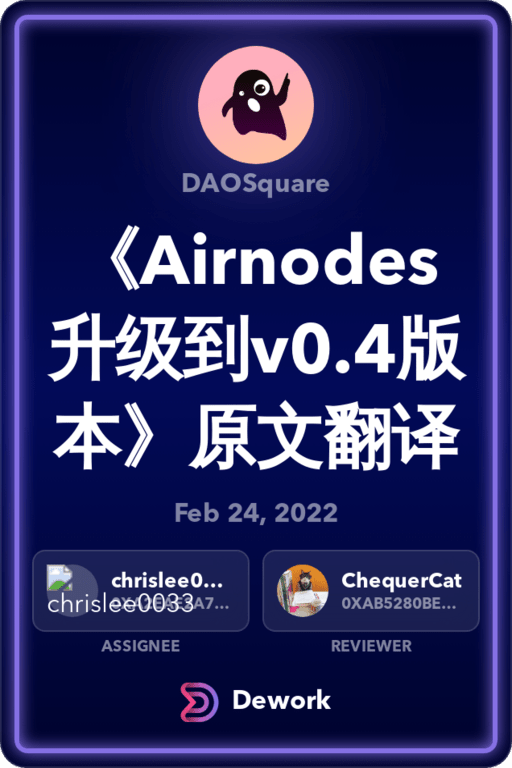 DAOSquare
《Airnodes
升级到v0.4版
本》原文翻译
Feb 24, 2022
chrislee0...
chrislee0033
ChequerCat
0XAB5280BE...
ASSIGNEE
REVIEWER
Dework